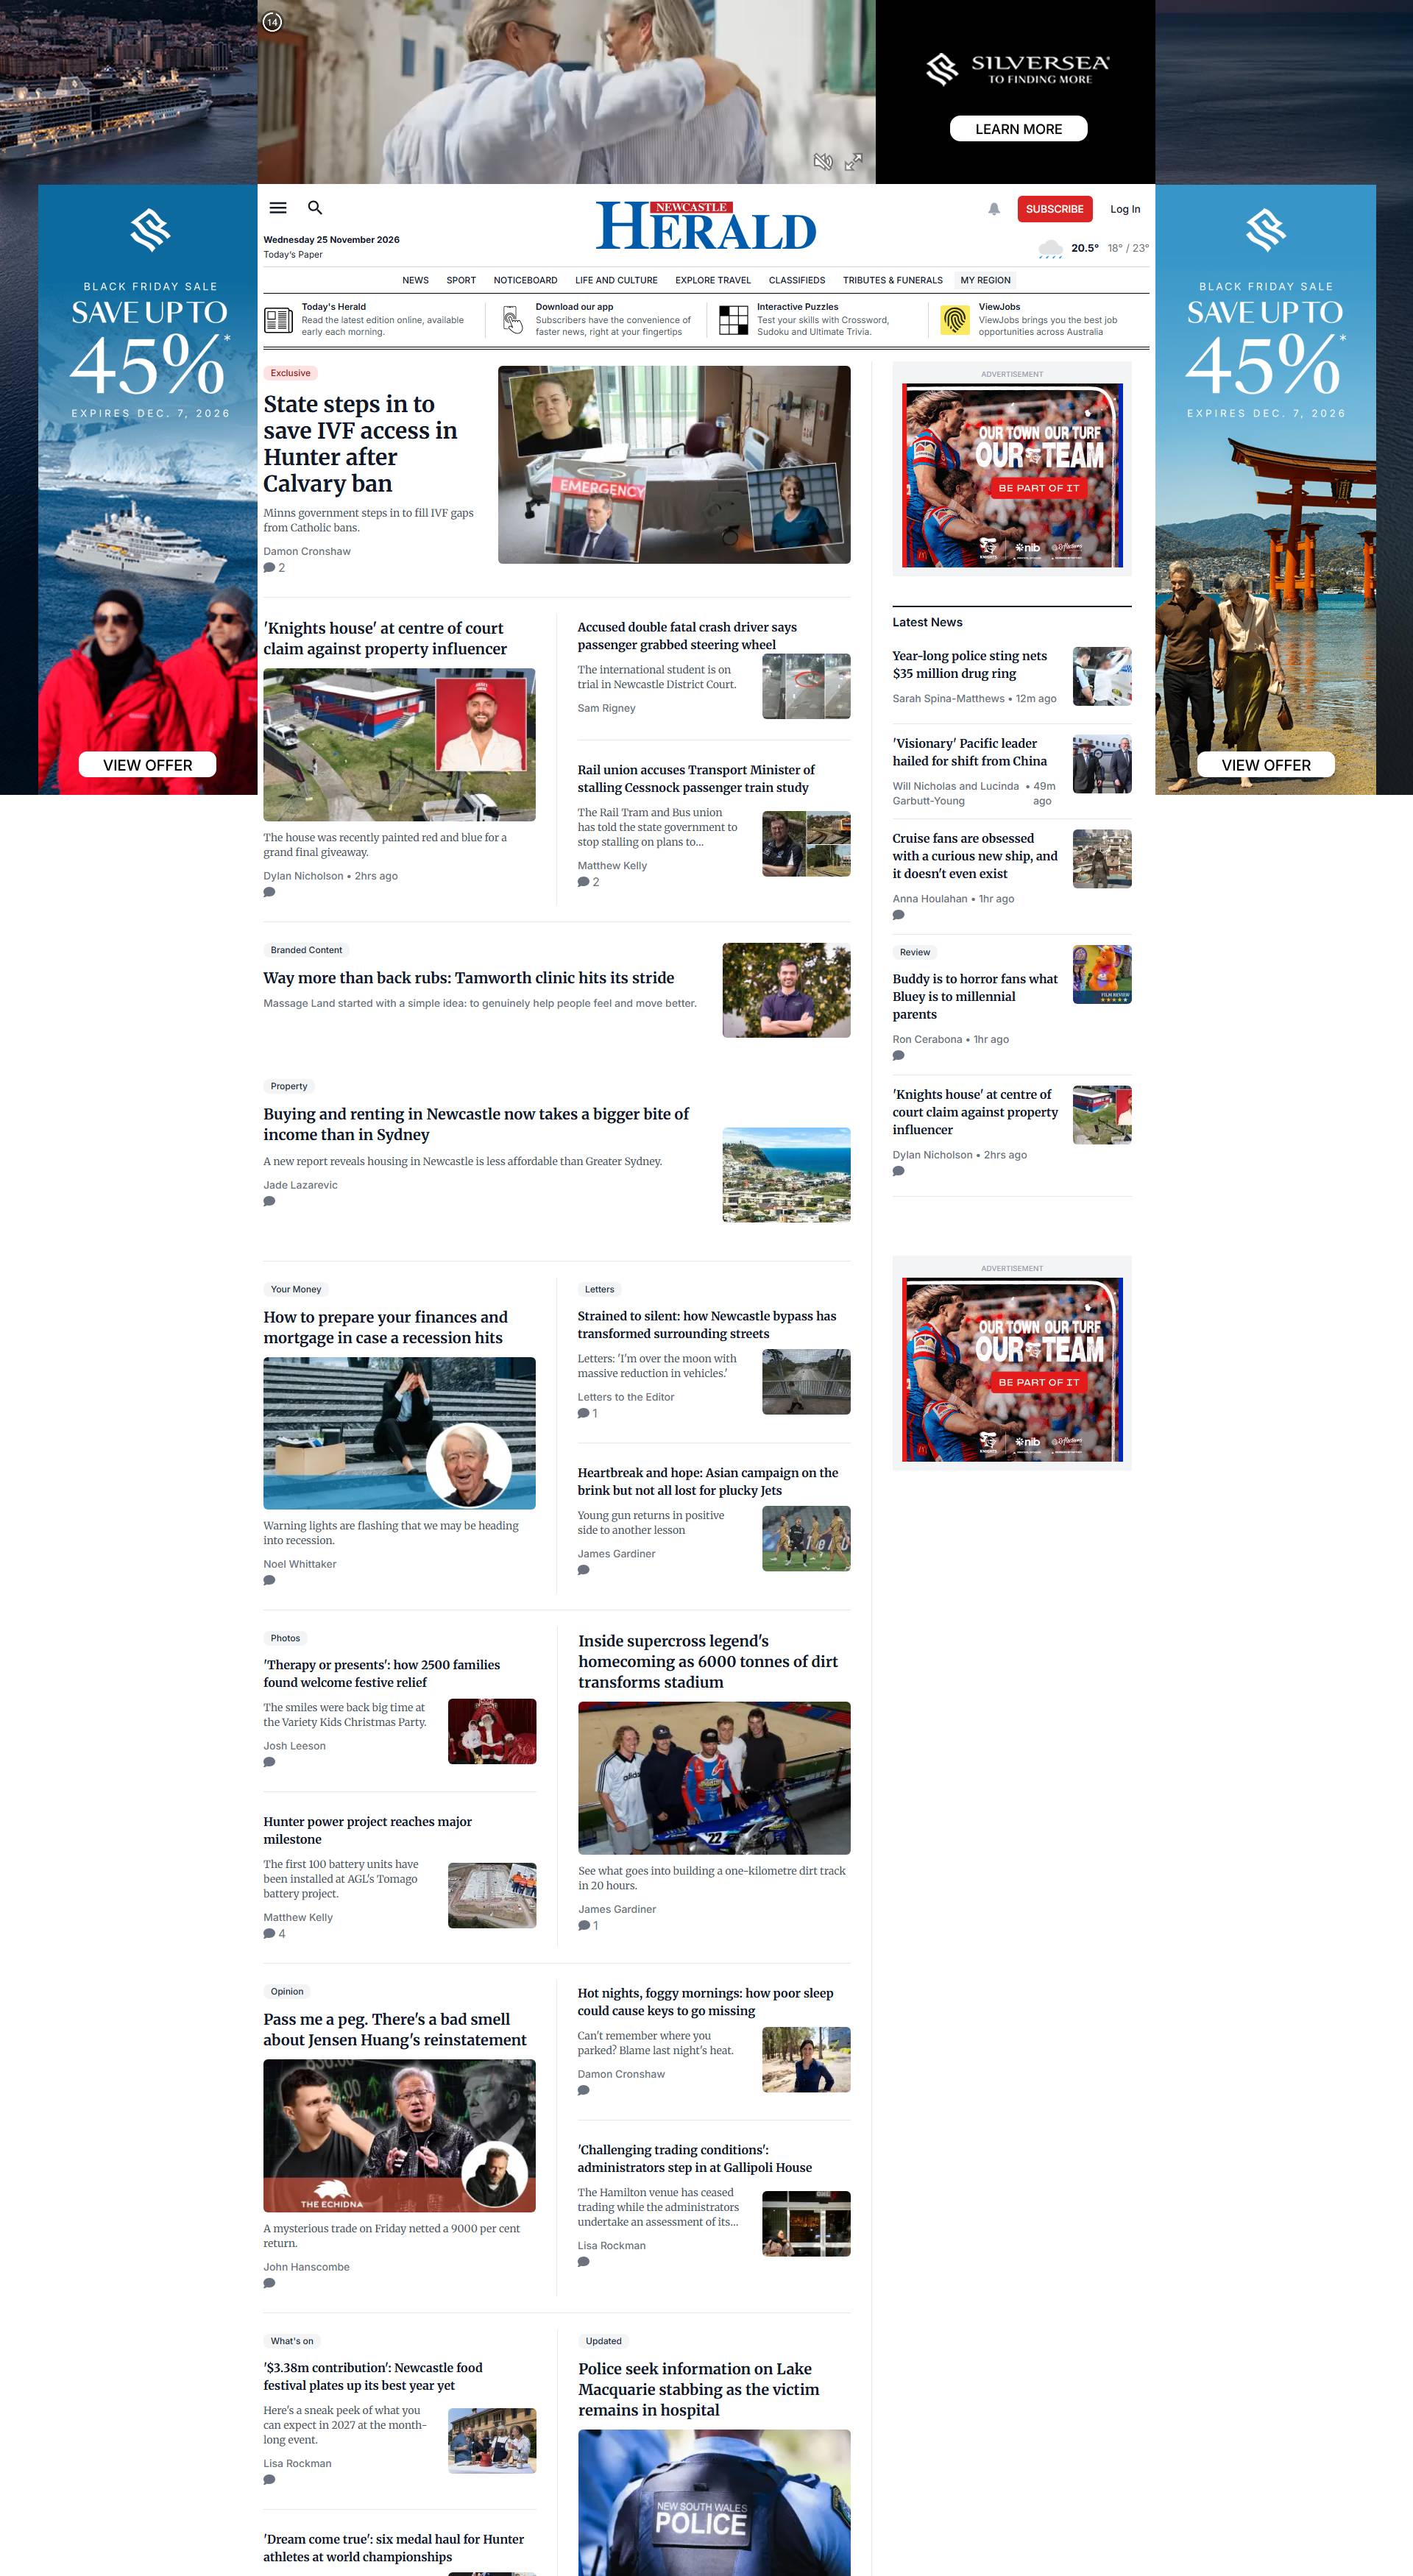 14
SILVERSEA
TO FINDING MORE
LEARN MORE
BLACK FRIDAY SALE
SAVE UP TO
45%*
EXPIRES DEC. 7, 2026
VIEW OFFER
BLACK FRIDAY SALE
SAVE UP TO
45%*
EXPIRES DEC. 7, 2026
VIEW OFFER
NEWCASTLE
HERALD
SUBSCRIBE
Log In
Wednesday 25 November 2026
Today's Paper
20.5° 18° / 23°
NEWS SPORT NOTICEBOARD LIFE AND CULTURE EXPLORE TRAVEL CLASSIFIEDS TRIBUTES & FUNERALS MY REGION
Today's Herald
Read the latest edition online, available
early each morning.
Download our app
Subscribers have the convenience of
faster news, right at your fingertips
Interactive Puzzles
Test your skills with Crossword,
Sudoku and Ultimate Trivia.
ViewJobs
ViewJobs brings you the best job
opportunities across Australia
Exclusive
State steps in to
save IVF access in
Hunter after
Calvary ban
Minns government steps in to fill IVF gaps
from Catholic bans.
Damon Cronshaw
2
EMERGENCY
'Knights house' at centre of court
claim against property influencer
The house was recently painted red and blue for a
grand final giveaway.
Dylan Nicholson • 2hrs ago
Accused double fatal crash driver says
passenger grabbed steering wheel
The international student is on
trial in Newcastle District Court.
Sam Rigney
Rail union accuses Transport Minister of
stalling Cessnock passenger train study
The Rail Tram and Bus union
has told the state government to
stop stalling on plans to...
Matthew Kelly
2
Branded Content
Way more than back rubs: Tamworth clinic hits its stride
Massage Land started with a simple idea: to genuinely help people feel and move better.
Property
Buying and renting in Newcastle now takes a bigger bite of
income than in Sydney
A new report reveals housing in Newcastle is less affordable than Greater Sydney.
Jade Lazarevic
Your Money
How to prepare your finances and
mortgage in case a recession hits
Warning lights are flashing that we may be heading
into recession.
Noel Whittaker
Letters
Strained to silent: how Newcastle bypass has
transformed surrounding streets
Letters: 'I'm over the moon with
massive reduction in vehicles.'
Letters to the Editor
1
Heartbreak and hope: Asian campaign on the
brink but not all lost for plucky Jets
Young gun returns in positive
side to another lesson
James Gardiner
Photos
'Therapy or presents': how 2500 families
found welcome festive relief
The smiles were back big time at
the Variety Kids Christmas Party.
Josh Leeson
Hunter power project reaches major
milestone
The first 100 battery units have
been installed at AGL's Tomago
battery project.
Matthew Kelly
4
Inside supercross legend's
homecoming as 6000 tonnes of dirt
transforms stadium
adidas
22
See what goes into building a one-kilometre dirt track
in 20 hours.
James Gardiner
1
Opinion
Pass me a peg. There's a bad smell
about Jensen Huang's reinstatement
THE ECHIDNA
A mysterious trade on Friday netted a 9000 per cent
return.
John Hanscombe
Hot nights, foggy mornings: how poor sleep
could cause keys to go missing
Can't remember where you
parked? Blame last night's heat.
Damon Cronshaw
'Challenging trading conditions':
administrators step in at Gallipoli House
The Hamilton venue has ceased
trading while the administrators
undertake an assessment of its...
Lisa Rockman
What's on
'$3.38m contribution': Newcastle food
festival plates up its best year yet
Here's a sneak peek of what you
can expect in 2027 at the month-
long event.
Lisa Rockman
'Dream come true': six medal haul for Hunter
athletes at world championships
Updated
Police seek information on Lake
Macquarie stabbing as the victim
remains in hospital
NEW SOUTH WALES
POLICE
ADVERTISEMENT
OUR TOWN OUR TURF
OUR TEAM
BE PART OF IT
KNIGHTS
nib
Latest News
Year-long police sting nets
$35 million drug ring
Sarah Spina-Matthews • 12m ago
'Visionary' Pacific leader
hailed for shift from China
Will Nicholas and Lucinda • 49m
Garbutt-Young ago
Cruise fans are obsessed
with a curious new ship, and
it doesn't even exist
Anna Houlahan • 1hr ago
Review
Buddy is to horror fans what
Bluey is to millennial
parents
Ron Cerabona • 1hr ago
FILM REVIEW
'Knights house' at centre of
court claim against property
influencer
Dylan Nicholson • 2hrs ago
ADVERTISEMENT
OUR TOWN OUR TURF
OUR TEAM
BE PART OF IT
KNIGHTS
nib